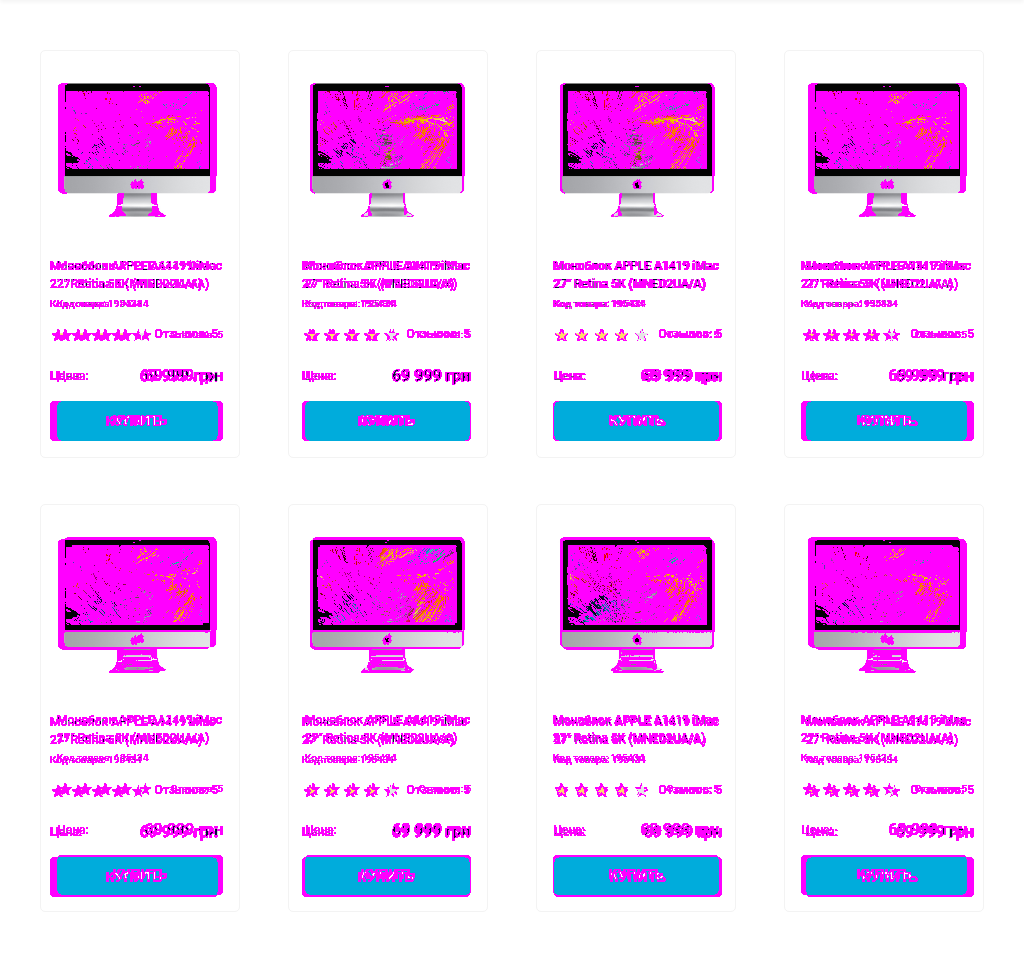 Моноблок APPLE A1419 iMac Моноблок APPLE A1419 iMac Моноблок APPLE A1419 iMac Моноблок APPLE A1419 iMac
27" Retina 5K (MNED2UA/A) 27" Retina 5K (MNED2UA/A) 27" Retina 5K (MNED2UA/A) 27" Retina 5K (MNED2UA/A)
Код товара: 195434 Код товара: 195434 Код товара: 195434 Код товара: 195434
Отзывов: 5 Отзывов: 5 Отзывов: 5 Отзывов: 5
Цена: 69 999 грн Цена: 69 999 грн Цена: 69 999 грн Цена: 69 999 грн
КУПИТЬ КУПИТЬ КУПИТЬ КУПИТЬ
Моноблок APPLE A1419 iMac Моноблок APPLE A1419 iMac Моноблок APPLE A1419 iMac Моноблок APPLE A1419 iMac
27" Retina 5K (MNED2UA/A) 27" Retina 5K (MNED2UA/A) 27" Retina 5K (MNED2UA/A) 27" Retina 5K (MNED2UA/A)
Код товара: 195434 Код товара: 195434 Код товара: 195434 Код товара: 195434
Отзывов: 5 Отзывов: 5 Отзывов: 5 Отзывов: 5
Цена: 69 999 грн Цена: 69 999 грн Цена: 69 999 грн Цена: 69 999 грн
КУПИТЬ КУПИТЬ КУПИТЬ КУПИТЬ